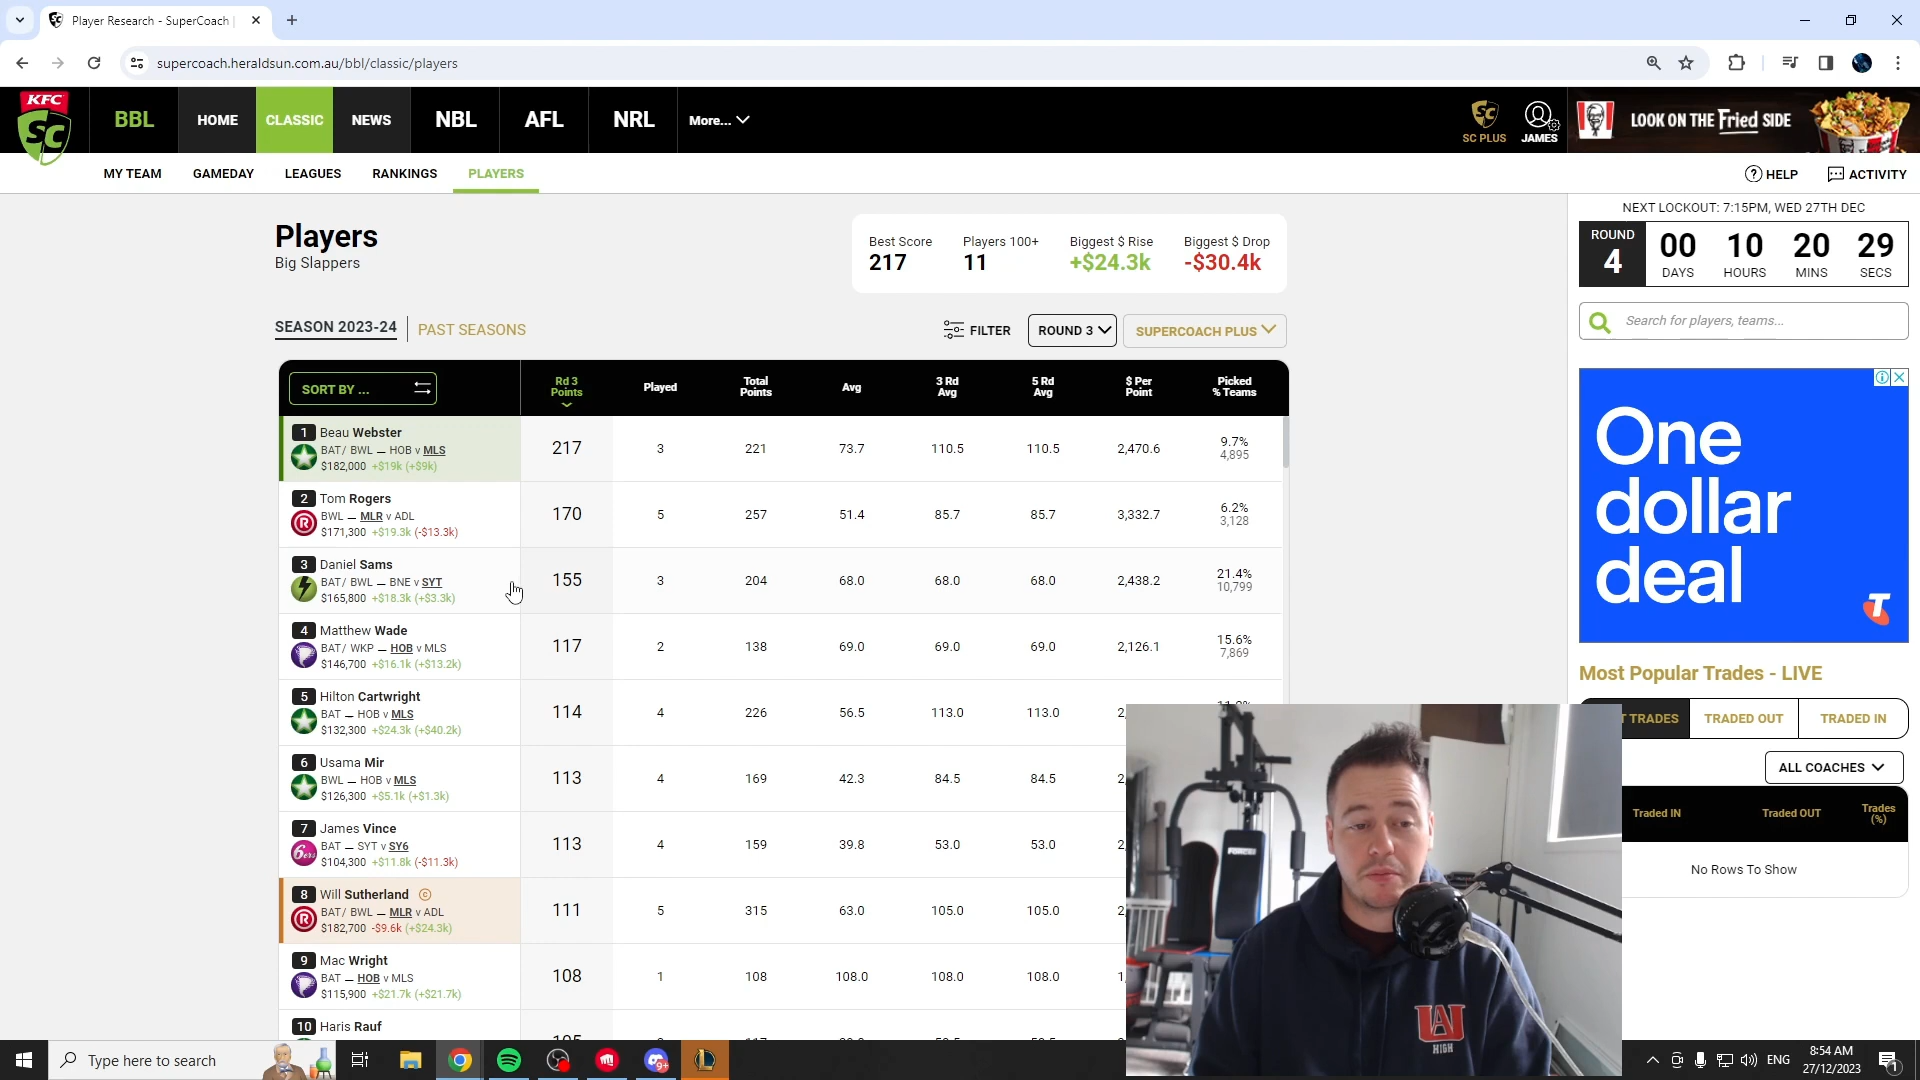 Player Research - SuperCoach |
supercoach.heraldsun.com.au/bbl/classic/players
KFC
SC
BBL HOME CLASSIC NEWS NBL AFL NRL More...
SC PLUS JAMES LOOK ON THE Fried SIDE
MY TEAM GAMEDAY LEAGUES RANKINGS PLAYERS HELP ACTIVITY
Players
Big Slappers
Best Score Players 100+ Biggest $ Rise Biggest $ Drop
217 11 +$24.3k -$30.4k
SEASON 2023-24 PAST SEASONS FILTER ROUND 3 SUPERCOACH PLUS
SORT BY ... Rd 3 Points Played Total Points Avg 3 Rd Avg 5 Rd Avg $ Per Point Picked % Teams
1 Beau Webster
BAT/ BWL – HOB v MLS
$182,000 +$19k (+$9k)
217 3 221 73.7 110.5 110.5 2,470.6 9.7% 4,895
2 Tom Rogers
BWL – MLR v ADL
$171,300 +$19.3k (-$13.3k)
170 5 257 51.4 85.7 85.7 3,332.7 6.2% 3,128
3 Daniel Sams
BAT/ BWL – BNE v SYT
$165,800 +$18.3k (+$3.3k)
155 3 204 68.0 68.0 68.0 2,438.2 21.4% 10,799
4 Matthew Wade
BAT/ WKP – HOB v MLS
$146,700 +$16.1k (+$13.2k)
117 2 138 69.0 69.0 69.0 2,126.1 15.6% 7,869
5 Hilton Cartwright
BAT – HOB v MLS
$132,300 +$24.3k (+$40.2k)
114 4 226 56.5 113.0 113.0
6 Usama Mir
BWL – HOB v MLS
$126,300 +$5.1k (+$1.3k)
113 4 169 42.3 84.5 84.5
7 James Vince
BAT – SYT v SY6
$104,300 +$11.8k (-$11.3k)
113 4 159 39.8 53.0 53.0
8 Will Sutherland ©
BAT/ BWL – MLR v ADL
$182,700 -$9.6k (+$24.3k)
111 5 315 63.0 105.0 105.0
9 Mac Wright
BAT – HOB v MLS
$115,900 +$21.7k (+$21.7k)
108 1 108 108.0 108.0 108.0
10 Haris Rauf
NEXT LOCKOUT: 7:15PM, WED 27TH DEC
ROUND 4 00 DAYS 10 HOURS 20 MINS 29 SECS
Search for players, teams...
One
dollar
deal
T
Most Popular Trades - LIVE
TRADES TRADED OUT TRADED IN
ALL COACHES
Traded IN Traded OUT Trades (%)
No Rows To Show
HIGH
Type here to search
ENG
8:54 AM
27/12/2023